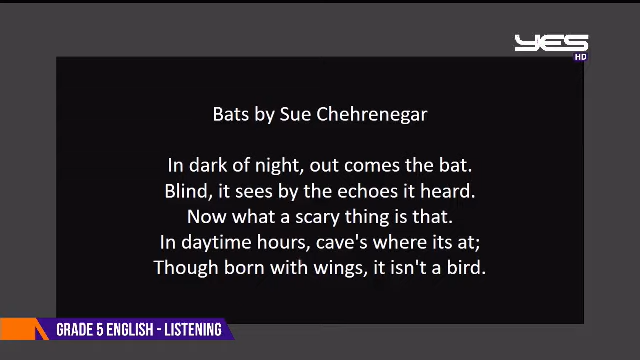 YES
HD
Bats by Sue Chehrenegar
In dark of night, out comes the bat.
Blind, it sees by the echoes it heard.
Now what a scary thing is that.
In daytime hours, cave's where its at;
Though born with wings, it isn't a bird.
GRADE 5 ENGLISH - LISTENING